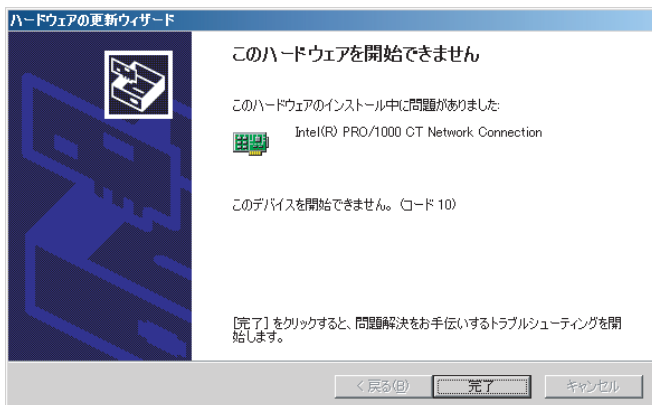 ハードウェアの更新ウィザード
このハードウェアを開始できません
このハードウェアのインストール中に問題がありました:
Intel(R) PRO/1000 CT Network Connection
このデバイスを開始できません。 (コード 10)
[完了] をクリックすると、問題解決をお手伝いするトラブルシューティングを開
始します。
< 戻る(B)
完了
キャンセル